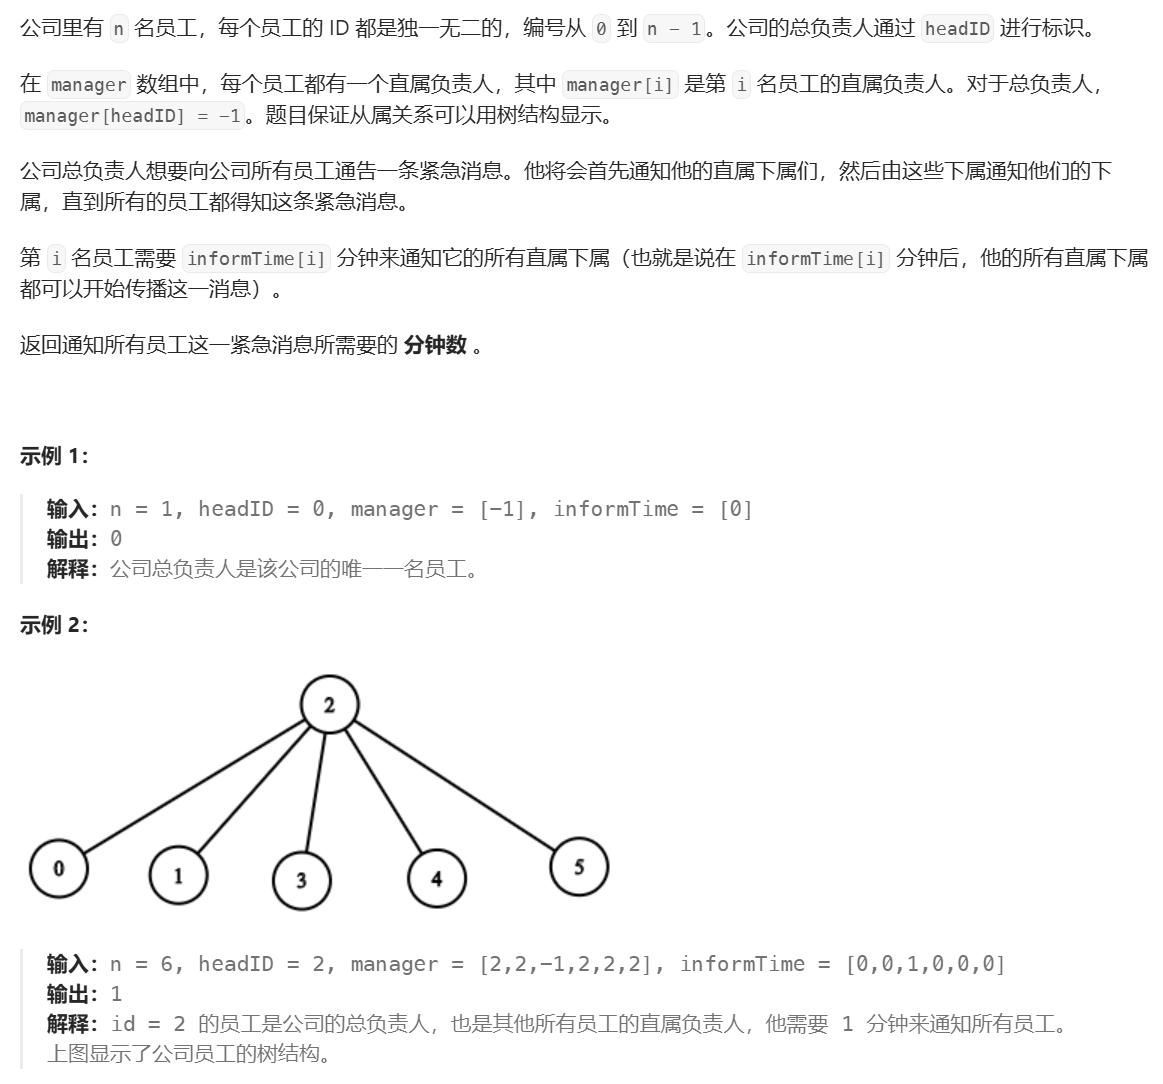 公司里有 n 名员工，每个员工的 ID 都是独一无二的，编号从 0 到 n - 1。公司的总负责人通过 headID 进行标识。
在 manager 数组中，每个员工都有一个直属负责人，其中 manager[i] 是第 i 名员工的直属负责人。对于总负责人，
manager[headID] = -1。题目保证从属关系可以用树结构显示。
公司总负责人想要向公司所有员工通告一条紧急消息。他将会首先通知他的直属下属们，然后由这些下属通知他们的下
属，直到所有的员工都得知这条紧急消息。
第 i 名员工需要 informTime[i] 分钟来通知它的所有直属下属（也就是说在 informTime[i] 分钟后，他的所有直属下属
都可以开始传播这一消息）。
返回通知所有员工这一紧急消息所需要的 分钟数 。
示例 1：
输入：n = 1, headID = 0, manager = [-1], informTime = [0]
输出：0
解释：公司总负责人是该公司的唯一一名员工。
示例 2：
2
0 1 3 4 5
输入：n = 6, headID = 2, manager = [2,2,-1,2,2,2], informTime = [0,0,1,0,0,0]
输出：1
解释：id = 2 的员工是公司的总负责人，也是其他所有员工的直属负责人，他需要 1 分钟来通知所有员工。
上图显示了公司员工的树结构。